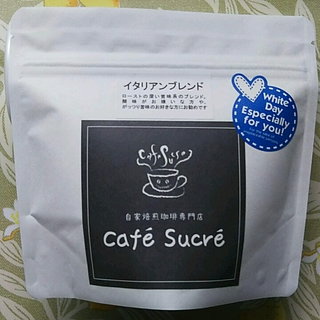 イタリアンブレンド
ローストの深い苦味系のブレンド。
酸味がお嫌いな方や、
がっつり苦味のお好きな方にお勧めです
White
Day
Especially
for you!
Café Sucré
自家焙煎珈琲専門店
Café Sucré